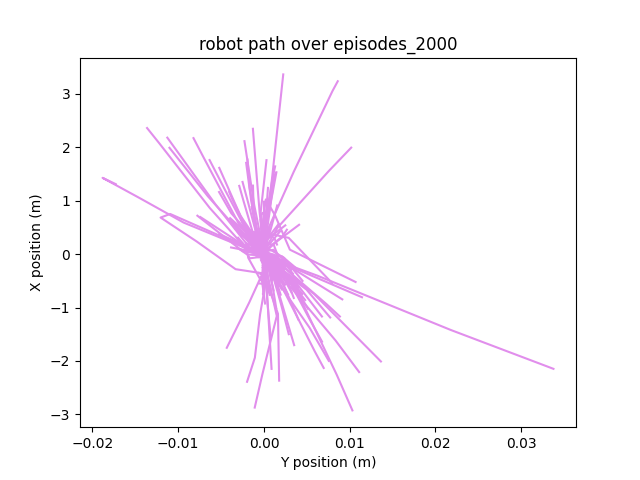 robot path over episodes_2000
X position (m)
3
2
1
0
−1
−2
−3
−0.02 −0.01 0.00 0.01 0.02 0.03
Y position (m)